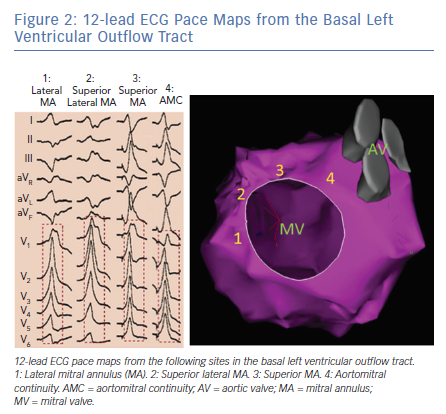 Figure 2: 12-lead ECG Pace Maps from the Basal Left
Ventricular Outflow Tract
1: Lateral MA
2: Superior Lateral MA
3: Superior MA
4: AMC
I
II
III
aVR
aVL
aVF
V1
V2
V3
V4
V5
V6
AV
3
4
2
1
MV
12-lead ECG pace maps from the following sites in the basal left ventricular outflow tract.
1: Lateral mitral annulus (MA). 2: Superior lateral MA. 3: Superior MA. 4: Aortomitral
continuity. AMC = aortomitral continuity; AV = aortic valve; MA = mitral annulus;
MV = mitral valve.